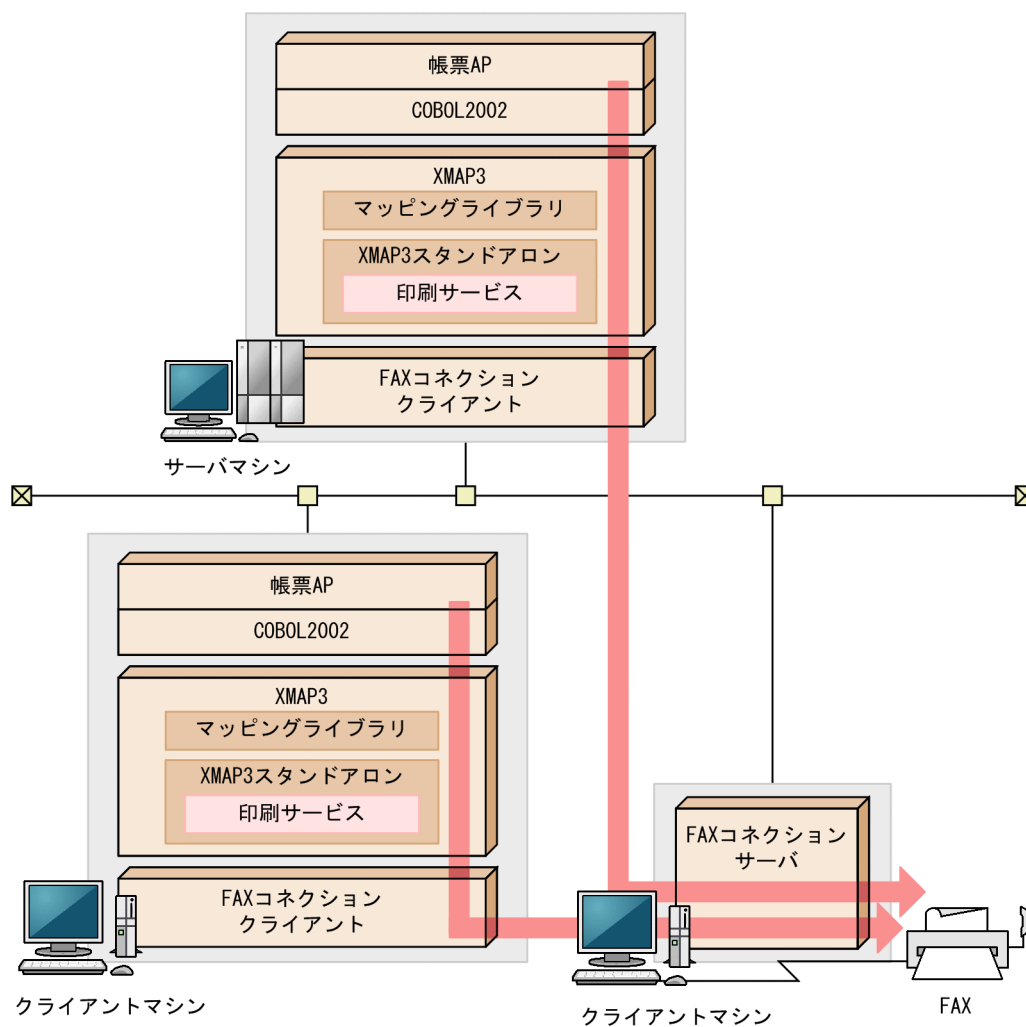 帳票AP
COBOL2002
XMAP3
マッピングライブラリ
XMAP3スタンドアロン
印刷サービス
FAXコネクション
クライアント
サーバマシン
帳票AP
COBOL2002
XMAP3
マッピングライブラリ
XMAP3スタンドアロン
印刷サービス
FAXコネクション
クライアント
クライアントマシン
FAXコネクション
サーバ
クライアントマシン
FAX